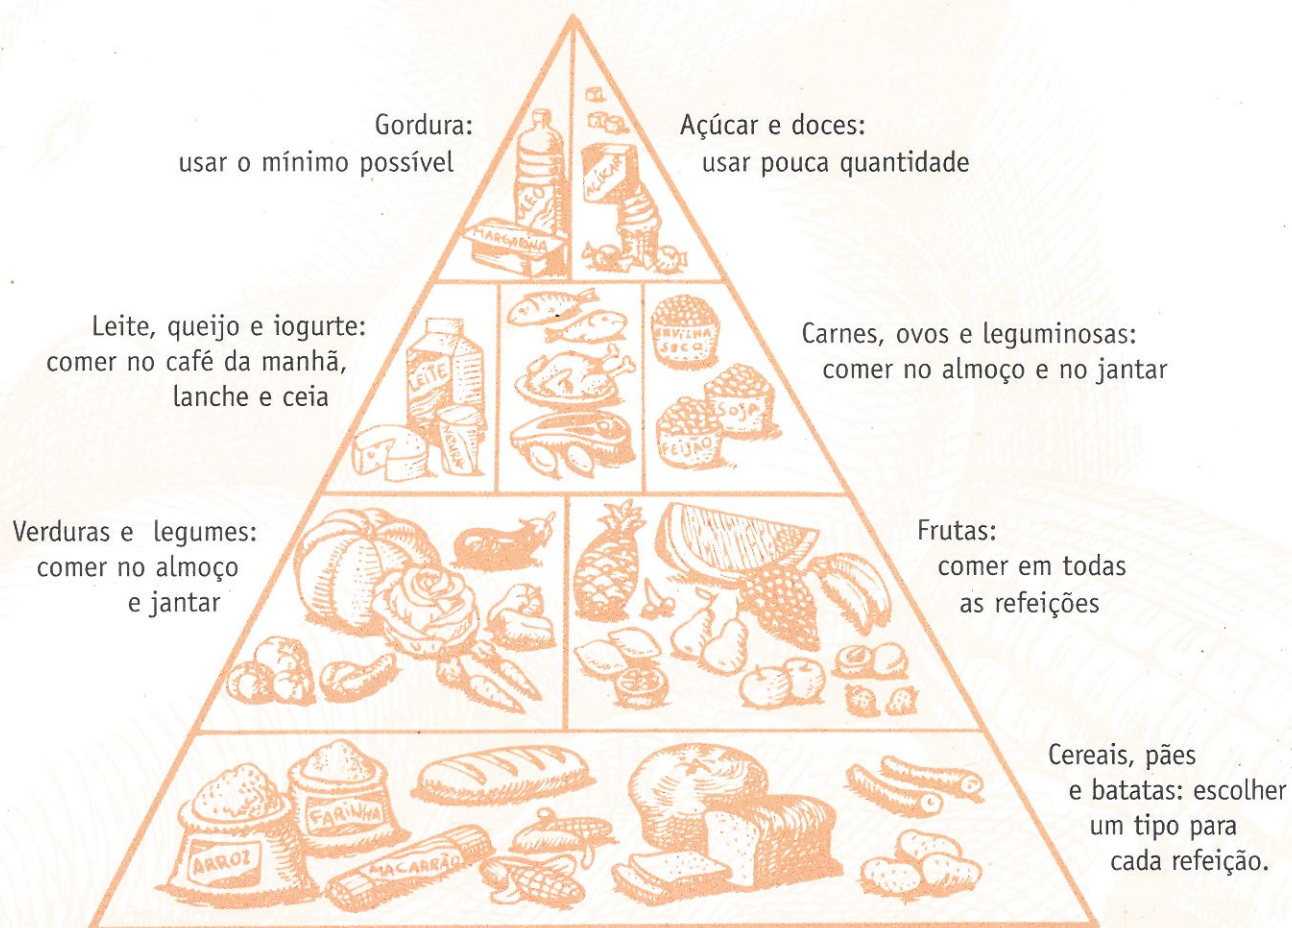 Gordura:
usar o mínimo possível
Açúcar e doces:
usar pouca quantidade
AÇÚCAR
ÓLEO
MARGARINA
Leite, queijo e iogurte:
comer no café da manhã,
lanche e ceia
LEITE
ERVILHA
SECA
SOJA
FEIJÃO
Carnes, ovos e leguminosas:
comer no almoço e no jantar
Verduras e legumes:
comer no almoço
e jantar
Frutas:
comer em todas
as refeições
Cereais, pães
e batatas: escolher
um tipo para
cada refeição.
FARINHA
ARROZ
MACARRÃO